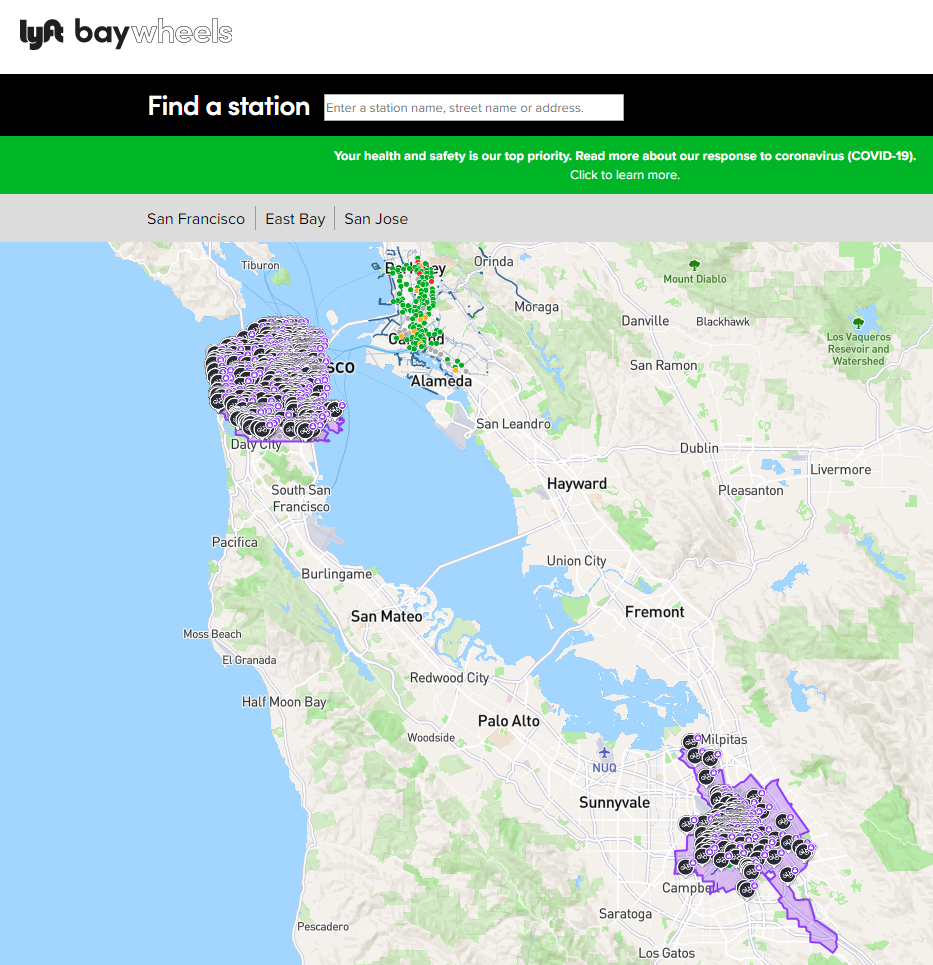 lyft baywheels
Find a station
Enter a station name, street name or address.
Your health and safety is our top priority. Read more about our response to coronavirus (COVID-19).
Click to learn more.
San Francisco
East Bay
San Jose
Tiburon
Orinda
Mount Diablo
Moraga
Danville
Blackhawk
Los Vaqueros
Resevoir and
Watershed
San Ramon
sco
Alameda
San Leandro
Daly City
Dublin
Livermore
Hayward
Pleasanton
South San
Francisco
Pacifica
Union City
Burlingame
San Mateo
Fremont
Moss Beach
El Granada
Redwood City
Half Moon Bay
Palo Alto
Woodside
Milpitas
NUQ
Sunnyvale
Campbe
Saratoga
Pescadero
Los Gatos